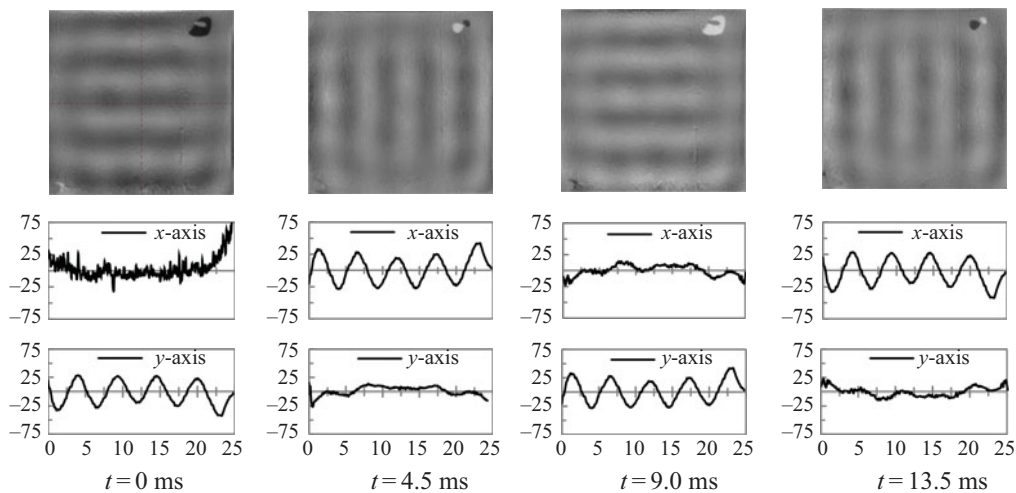 75 75 75 75
x-axis x-axis x-axis x-axis
25 25 25 25
−25 −25 −25 −25
−75 −75 −75 −75
75 75 75 75
y-axis y-axis y-axis y-axis
25 25 25 25
−25 −25 −25 −25
−75 −75 −75 −75
0 5 10 15 20 25 0 5 10 15 20 25 0 5 10 15 20 25 0 5 10 15 20 25
t = 0 ms t = 4.5 ms t = 9.0 ms t = 13.5 ms